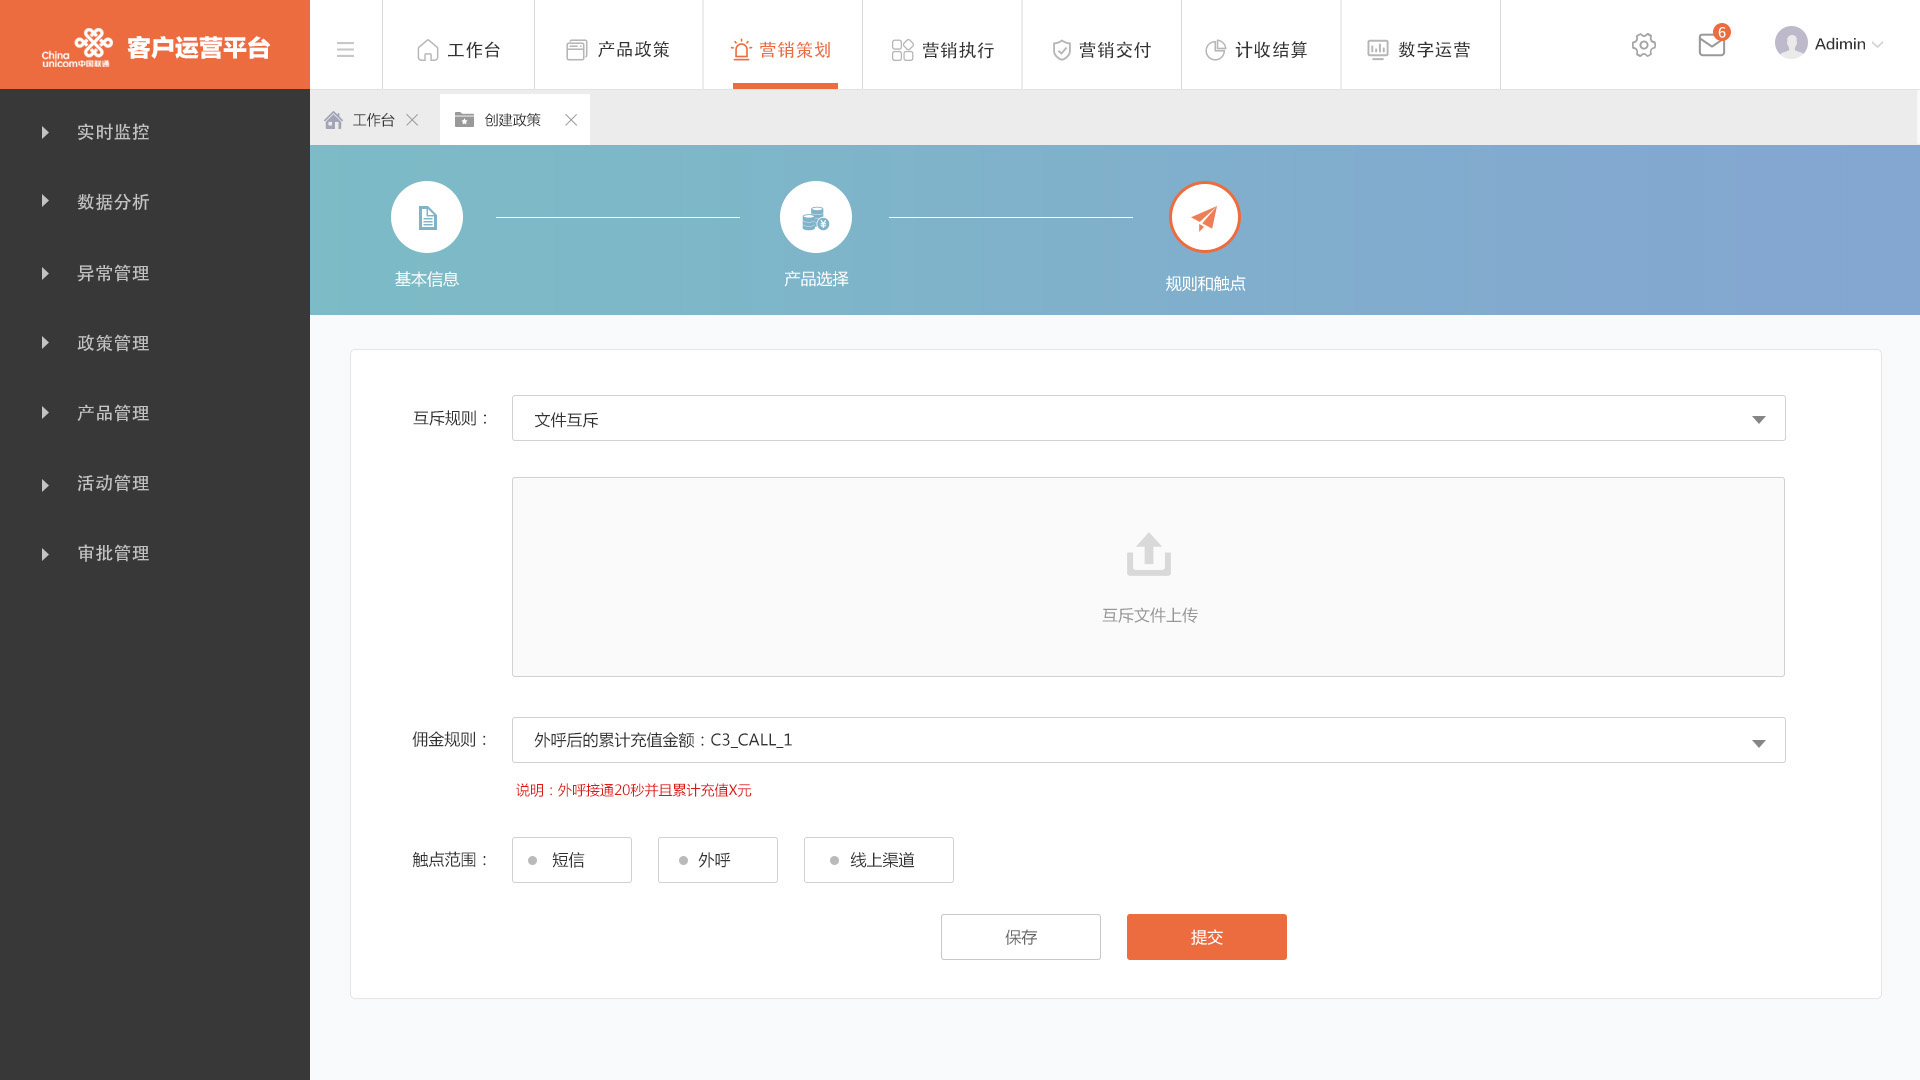 China
unicom中国联通
客户运营平台
工作台
产品政策
营销策划
营销执行
营销交付
计收结算
数字运营
6
Adimin
实时监控
数据分析
异常管理
政策管理
产品管理
活动管理
审批管理
工作台
创建政策
基本信息
产品选择
规则和触点
互斥规则：
文件互斥
互斥文件上传
佣金规则：
外呼后的累计充值金额：C3_CALL_1
说明：外呼接通20秒并且累计充值X元
触点范围：
短信
外呼
线上渠道
保存
提交